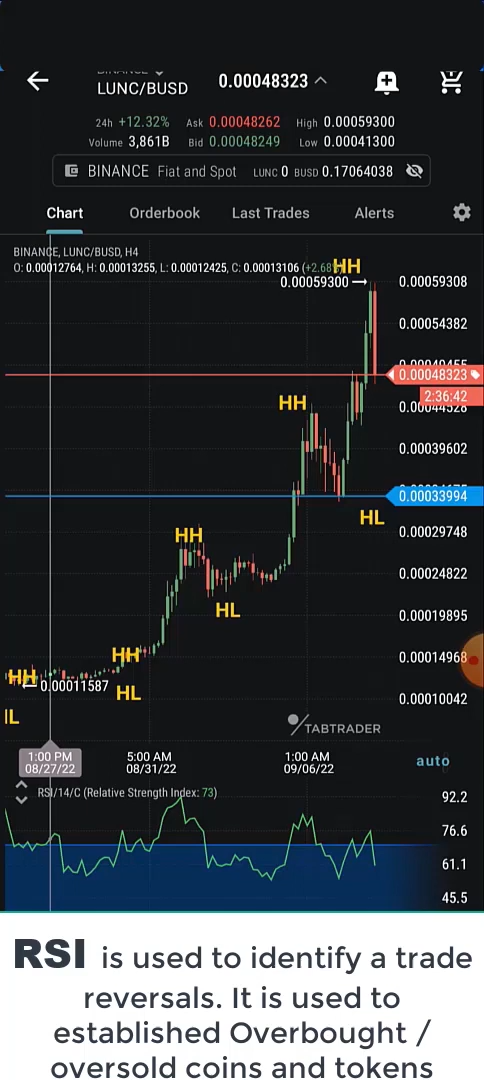 LUNC/BUSD
0.00048323
24h +12.32% Ask 0.00048262 High 0.00059300
Volume 3,861B Bid 0.00048249 Low 0.00041300
BINANCE Fiat and Spot LUNC 0 BUSD 0.17064038
Chart Orderbook Last Trades Alerts
BINANCE, LUNC/BUSD, H4
O: 0.00012764, H: 0.00013255, L: 0.00012425, C: 0.00013106 (+2.68
HH
0.00059300
0.00059308
0.00054382
0.00048323
2:36:42
HH
0.00044528
0.00039602
0.00033994
HL
HH
0.00029748
0.00024822
HL
0.00019895
HH
0.00014968
HH
0.00011587
HL
0.00010042
TABTRADER
1:00 PM
08/27/22
5:00 AM
08/31/22
1:00 AM
09/06/22
auto
RSI/14/C (Relative Strength Index: 73)
92.2
76.6
61.1
45.5
RSI is used to identify a trade
reversals. It is used to
established Overbought /
oversold coins and tokens